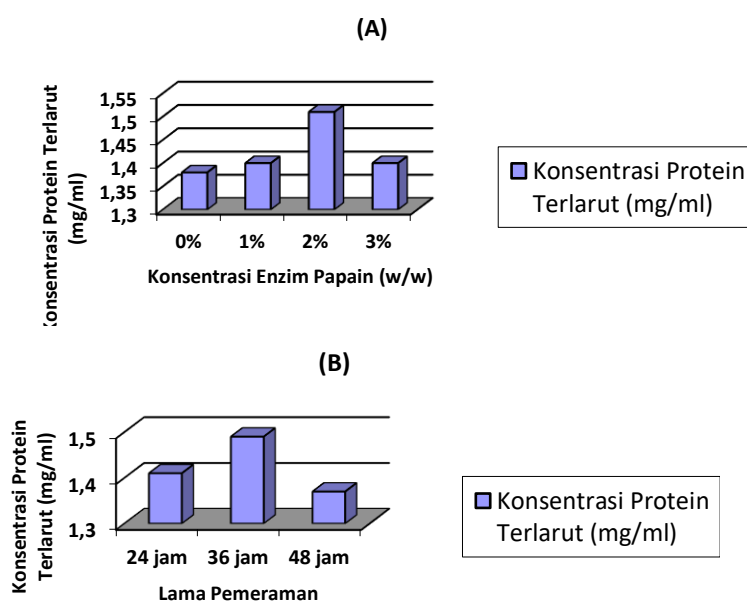 (A)
Konsentrasi Protein Terlarut
(mg/ml)
1,55
1,5
1,45
1,4
1,35
1,3
0% 1% 2% 3%
Konsentrasi Enzim Papain (w/w)
Konsentrasi Protein
Terlarut (mg/ml)
(B)
Konsentrasi Protein
Terlarut (mg/ml)
1,5
1,4
1,3
24 jam 36 jam 48 jam
Lama Pemeraman
Konsentrasi Protein
Terlarut (mg/ml)